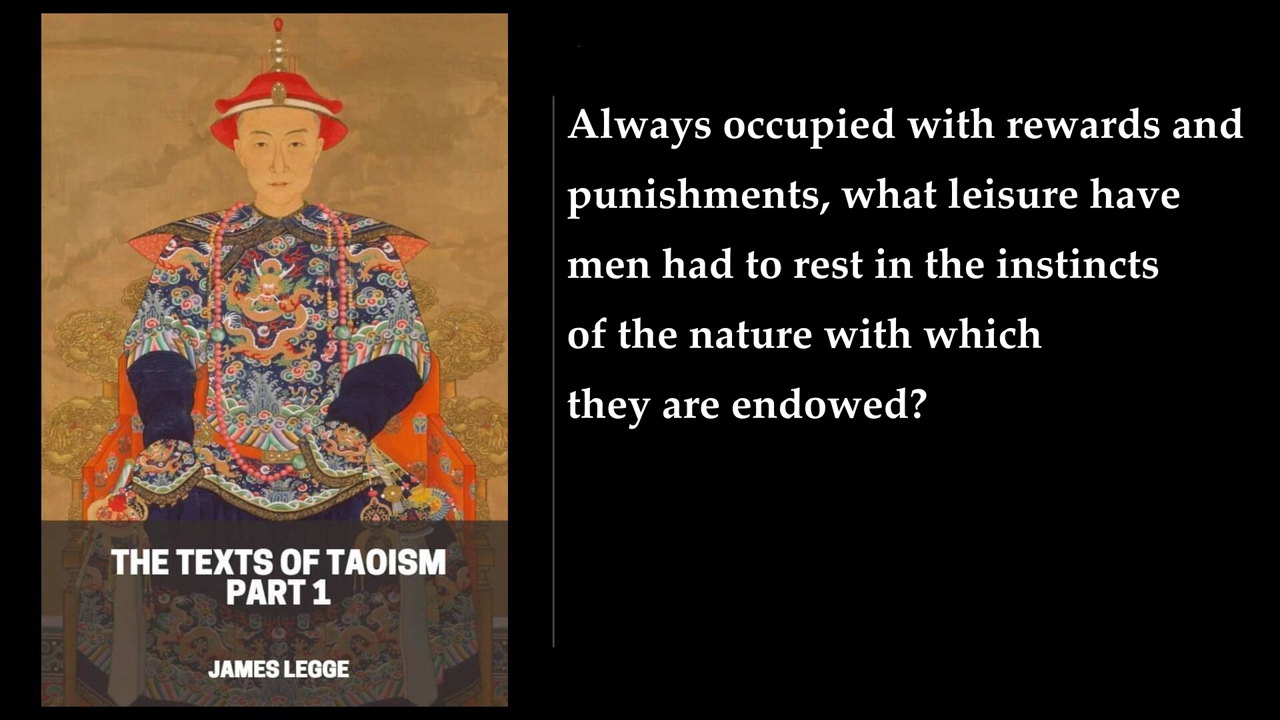 THE TEXTS OF TAOISM
PART 1
JAMES LEGGE
Always occupied with rewards and
punishments, what leisure have
men had to rest in the instincts
of the nature with which
they are endowed?